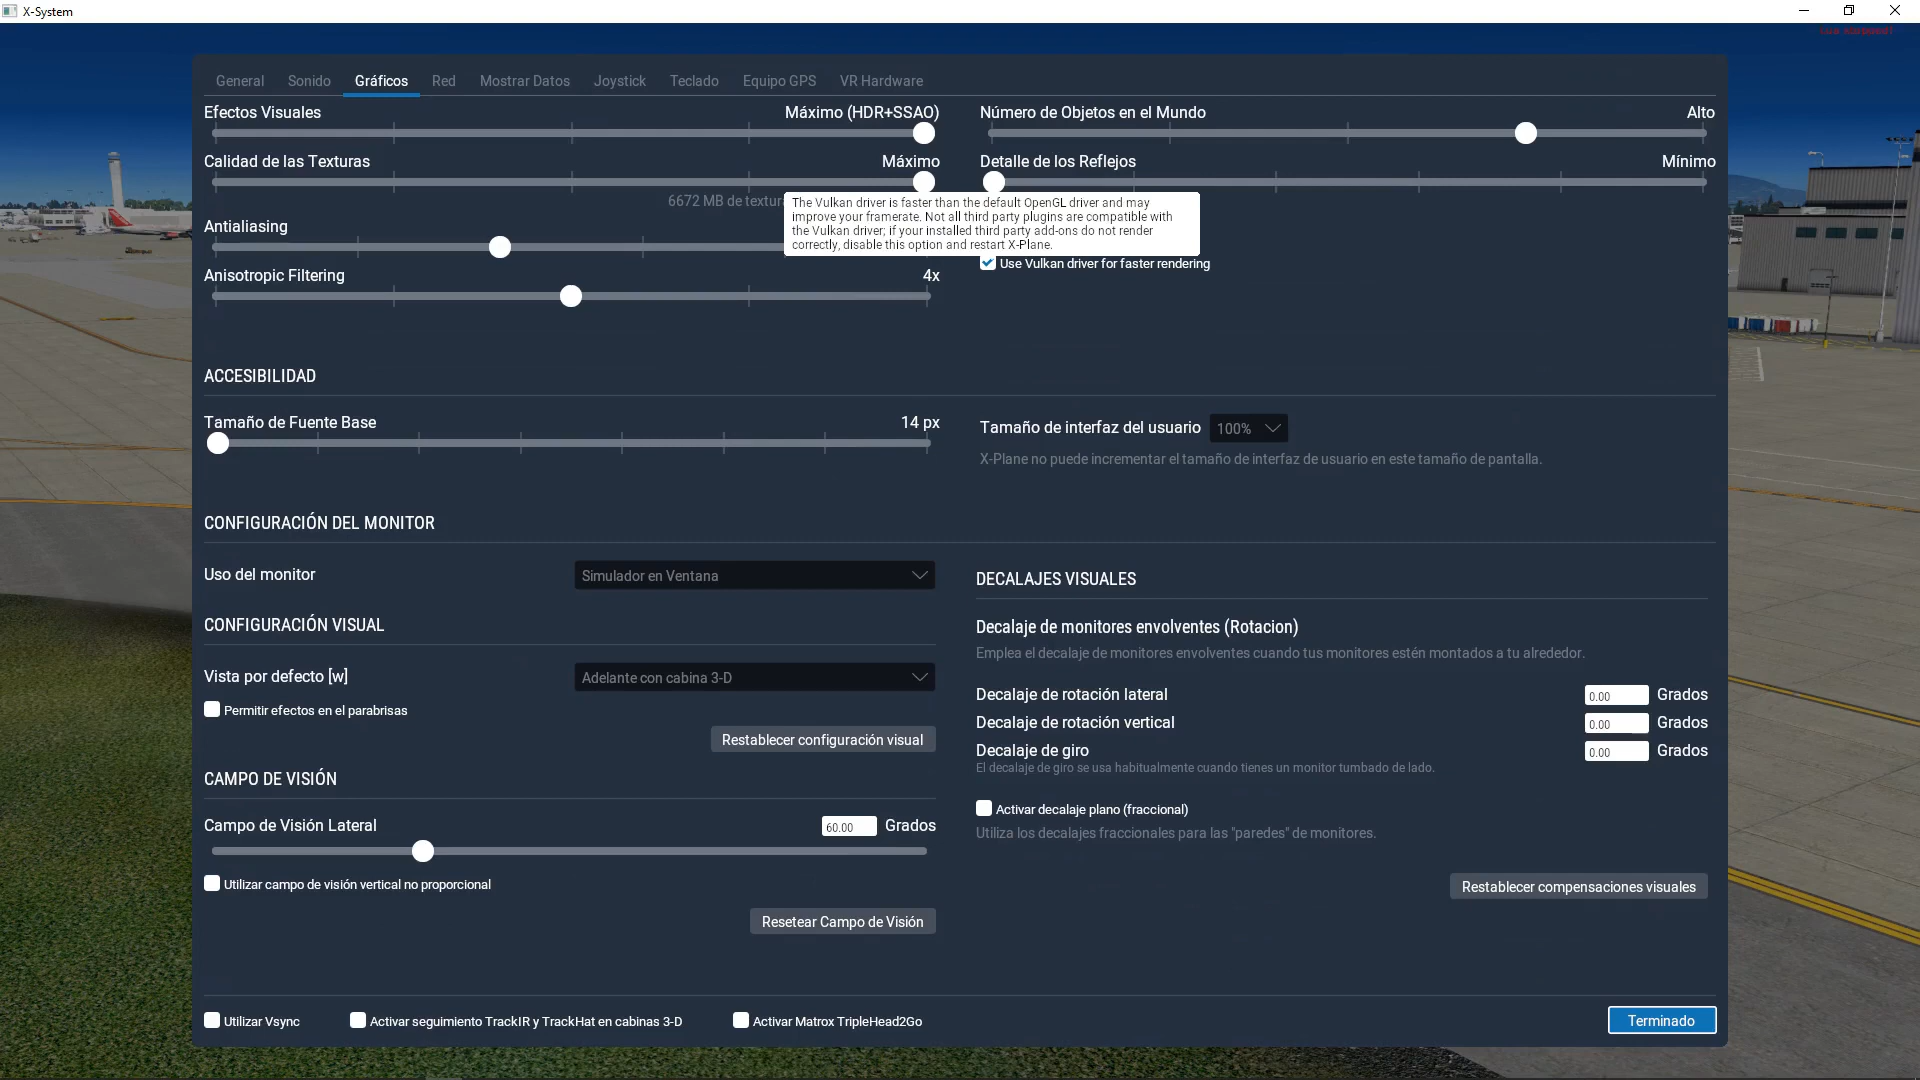 X-System
General Sonido Gráficos Red Mostrar Datos Joystick Teclado Equipo GPS VR Hardware
Efectos Visuales Máximo (HDR+SSAO)
Calidad de las Texturas Máximo
6672 MB de textura
Antialiasing
Anisotropic Filtering 4x
Número de Objetos en el Mundo Alto
Detalle de los Reflejos Mínimo
The Vulkan driver is faster than the default OpenGL driver and may
improve your framerate. Not all third party plugins are compatible with
the Vulkan driver; if your installed third party add-ons do not render
correctly, disable this option and restart X-Plane.
Use Vulkan driver for faster rendering
ACCESIBILIDAD
Tamaño de Fuente Base 14 px
Tamaño de interfaz del usuario 100%
X-Plane no puede incrementar el tamaño de interfaz de usuario en este tamaño de pantalla.
CONFIGURACIÓN DEL MONITOR
Uso del monitor Simulador en Ventana
CONFIGURACIÓN VISUAL
Vista por defecto [w] Adelante con cabina 3-D
Permitir efectos en el parabrisas
Restablecer configuración visual
CAMPO DE VISIÓN
Campo de Visión Lateral 60.00 Grados
Utilizar campo de visión vertical no proporcional
Resetear Campo de Visión
DECALAJES VISUALES
Decalaje de monitores envolventes (Rotacion)
Emplea el decalaje de monitores envolventes cuando tus monitores estén montados a tu alrededor.
Decalaje de rotación lateral 0.00 Grados
Decalaje de rotación vertical 0.00 Grados
Decalaje de giro 0.00 Grados
El decalaje de giro se usa habitualmente cuando tienes un monitor tumbado de lado.
Activar decalaje plano (fraccional)
Utiliza los decalajes fraccionales para las "paredes" de monitores.
Restablecer compensaciones visuales
Utilizar Vsync Activar seguimiento TrackIR y TrackHat en cabinas 3-D Activar Matrox TripleHead2Go
Terminado